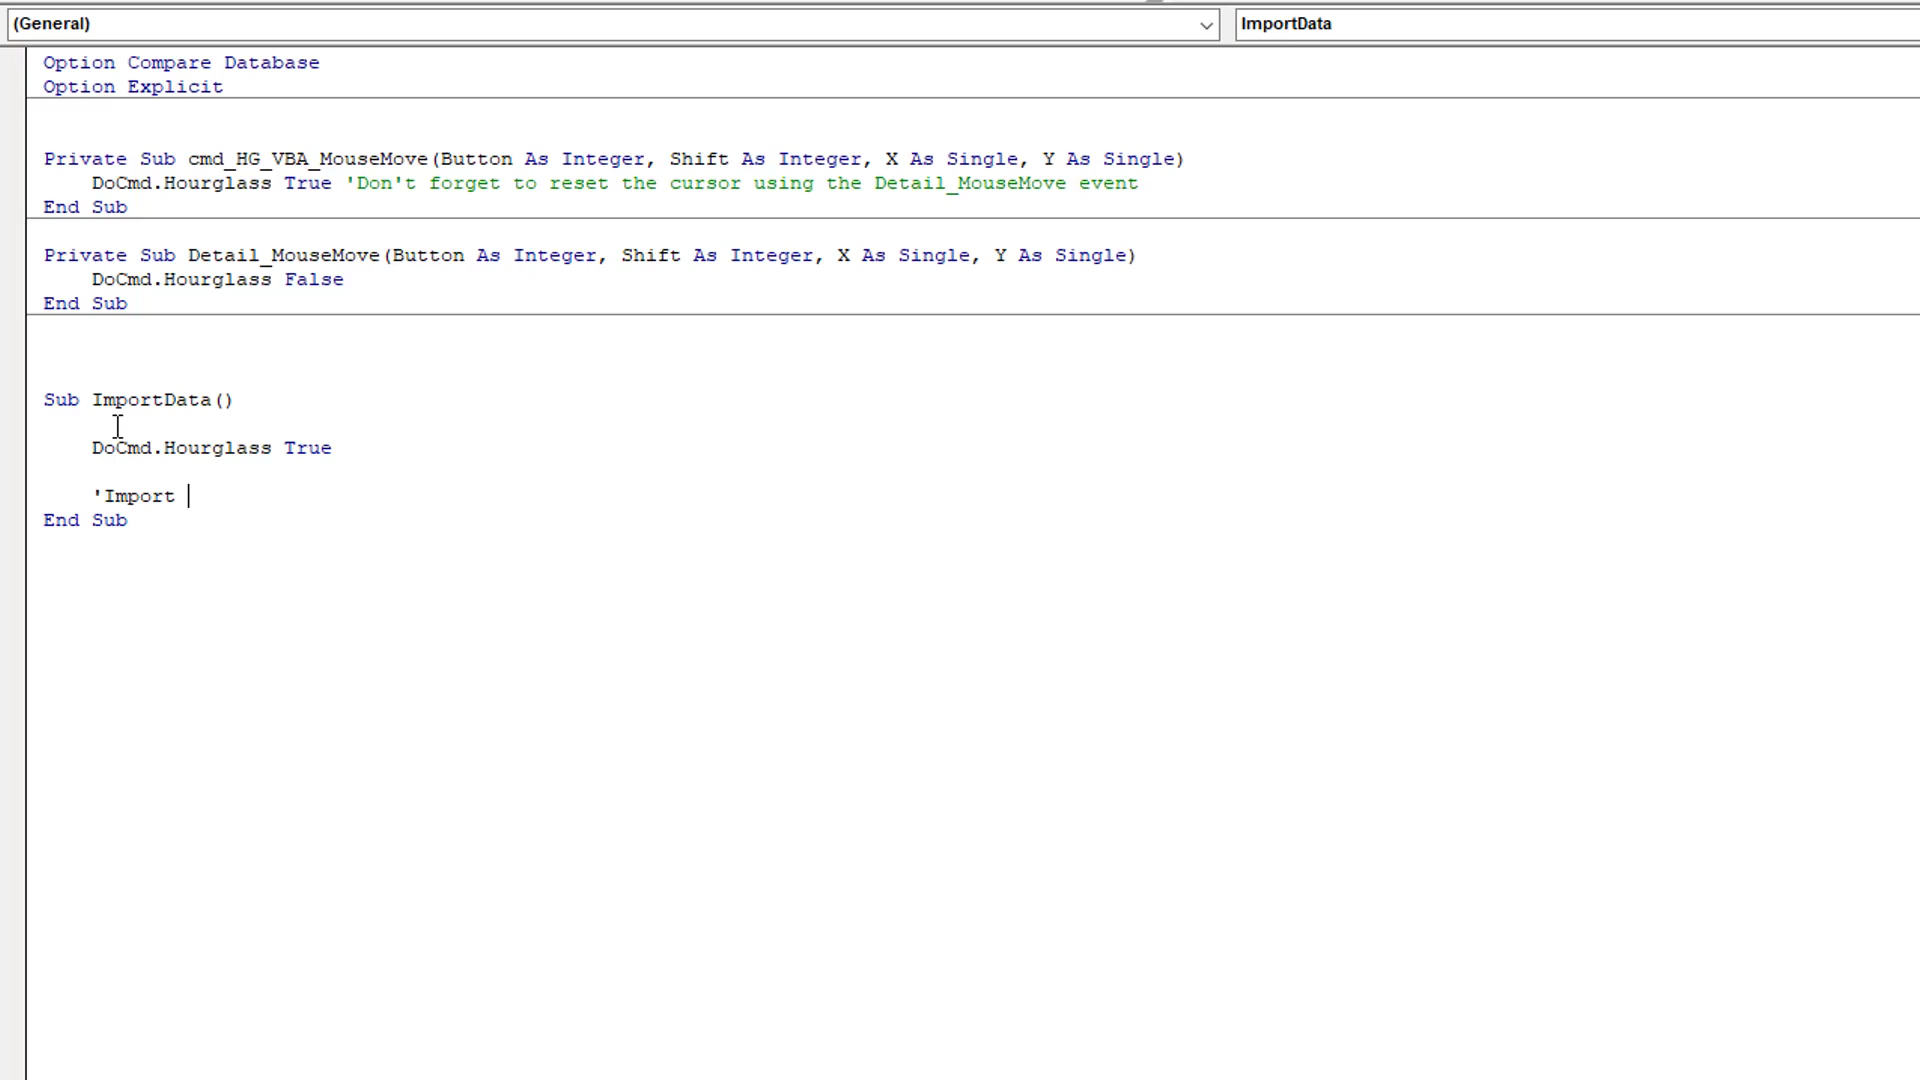 (General)
ImportData
Option Compare Database
Option Explicit
Private Sub cmd_HG_VBA_MouseMove(Button As Integer, Shift As Integer, X As Single, Y As Single)
DoCmd.Hourglass True 'Don't forget to reset the cursor using the Detail_MouseMove event
End Sub
Private Sub Detail_MouseMove(Button As Integer, Shift As Integer, X As Single, Y As Single)
DoCmd.Hourglass False
End Sub
Sub ImportData()
DoCmd.Hourglass True
'Import
End Sub